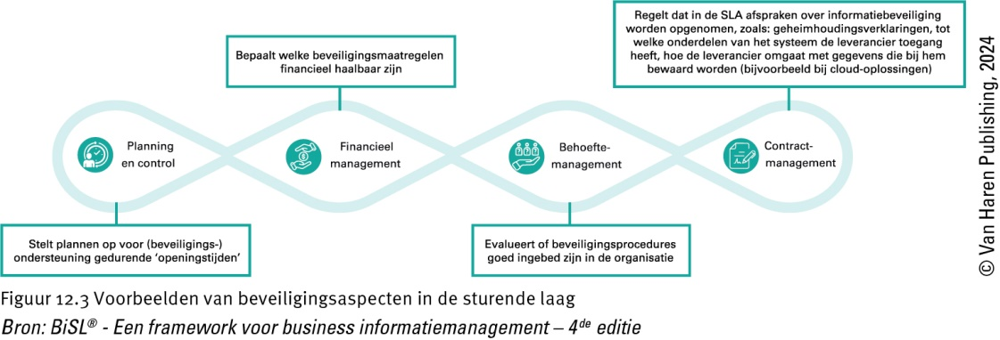 Regelt dat in de SLA afspraken over informatiebeveiliging
worden opgenomen, zoals: geheimhoudingsverklaringen, tot
welke onderdelen van het systeem de leverancier toegang
heeft, hoe de leverancier omgaat met gegevens die bij hem
bewaard worden (bijvoorbeeld bij cloud-oplossingen)
Bepaalt welke beveiligingsmaatregelen
financieel haalbaar zijn
Planning
en control
Financieel
management
Behoefte-
management
Contract-
management
Stelt plannen op voor (beveiligings-)
ondersteuning gedurende ‘openingstijden’
Evalueert of beveiligingsprocedures
goed ingebed zijn in de organisatie
© Van Haren Publishing, 2024
Figuur 12.3 Voorbeelden van beveiligingsaspecten in de sturende laag
Bron: BiSL® - Een framework voor business informatiemanagement – 4de editie